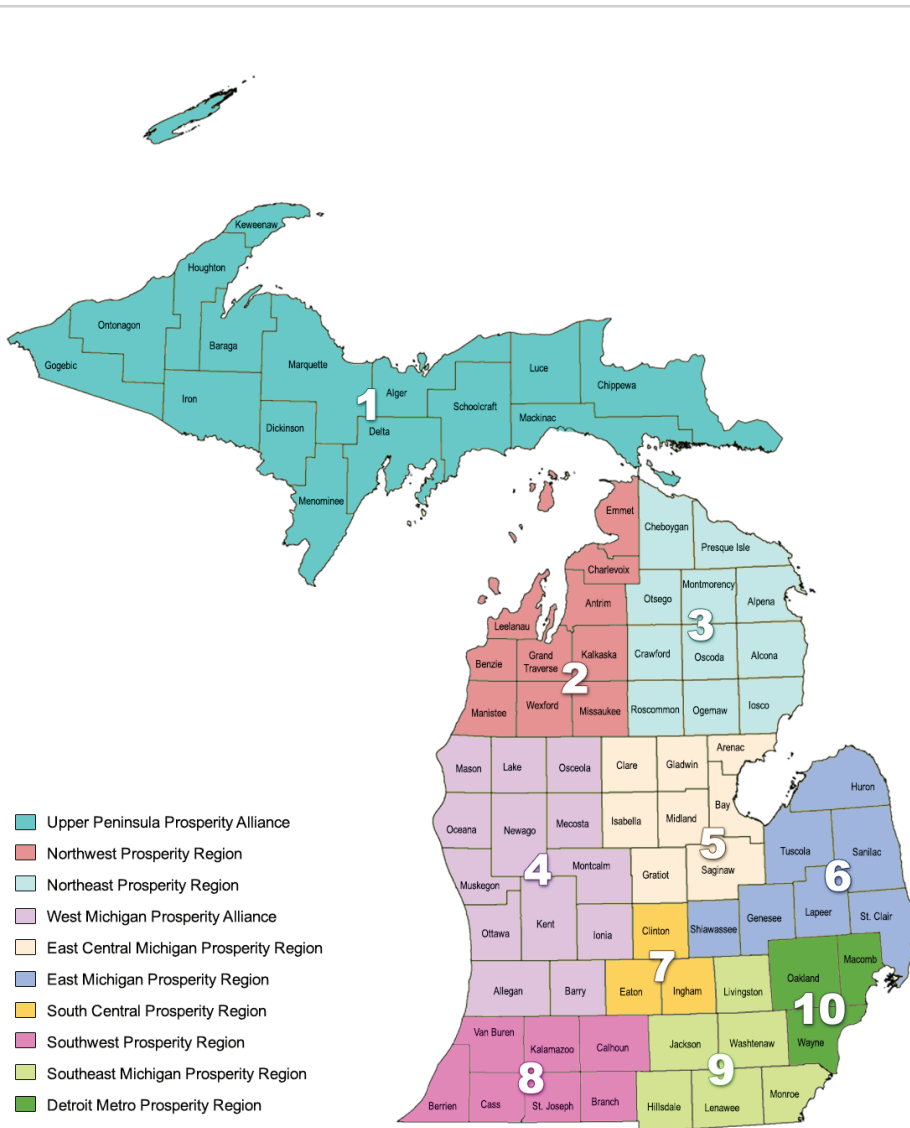 Keweenaw
Houghton
Ontonagon
Baraga
Gogebic
Marquette
Luce
Chippewa
Iron
Alger
1
Schoolcraft
Mackinac
Dickinson
Delta
Menominee
Emmet
Cheboygan
Presque Isle
Charlevoix
Montmorency
Otsego
Alpena
Antrim
3
Leelanau
Benzie
Grand
Traverse
Kalkaska
Crawford
Oscoda
Alcona
2
Manistee
Wexford
Missaukee
Roscommon
Ogemaw
Iosco
Arenac
Mason
Lake
Osceola
Clare
Gladwin
Huron
Bay
Oceana
Newago
Mecosta
Isabella
Midland
5
Tuscola
Sanilac
4
Montcalm
Gratiot
Saginaw
6
Muskegon
Ottawa
Kent
Ionia
Clinton
Shiawassee
Genesee
Lapeer
St. Clair
7
Macomb
Oakland
Allegan
Barry
Eaton
Ingham
Livingston
10
Van Buren
Kalamazoo
Calhoun
Jackson
Washtenaw
Wayne
8
9
Berrien
Cass
St. Joseph
Branch
Hillsdale
Lenawee
Monroe
Upper Peninsula Prosperity Alliance
Northwest Prosperity Region
Northeast Prosperity Region
West Michigan Prosperity Alliance
East Central Michigan Prosperity Region
East Michigan Prosperity Region
South Central Prosperity Region
Southwest Prosperity Region
Southeast Michigan Prosperity Region
Detroit Metro Prosperity Region